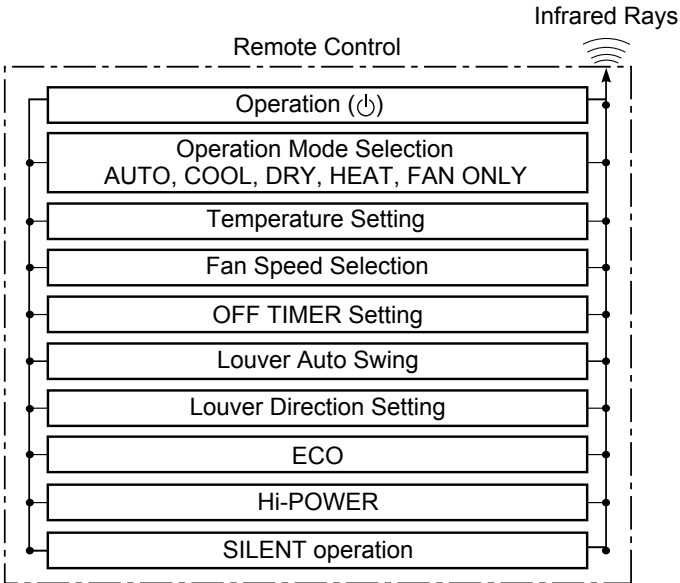 Infrared Rays
Remote Control
Operation (⏻)
Operation Mode Selection
AUTO, COOL, DRY, HEAT, FAN ONLY
Temperature Setting
Fan Speed Selection
OFF TIMER Setting
Louver Auto Swing
Louver Direction Setting
ECO
Hi-POWER
SILENT operation